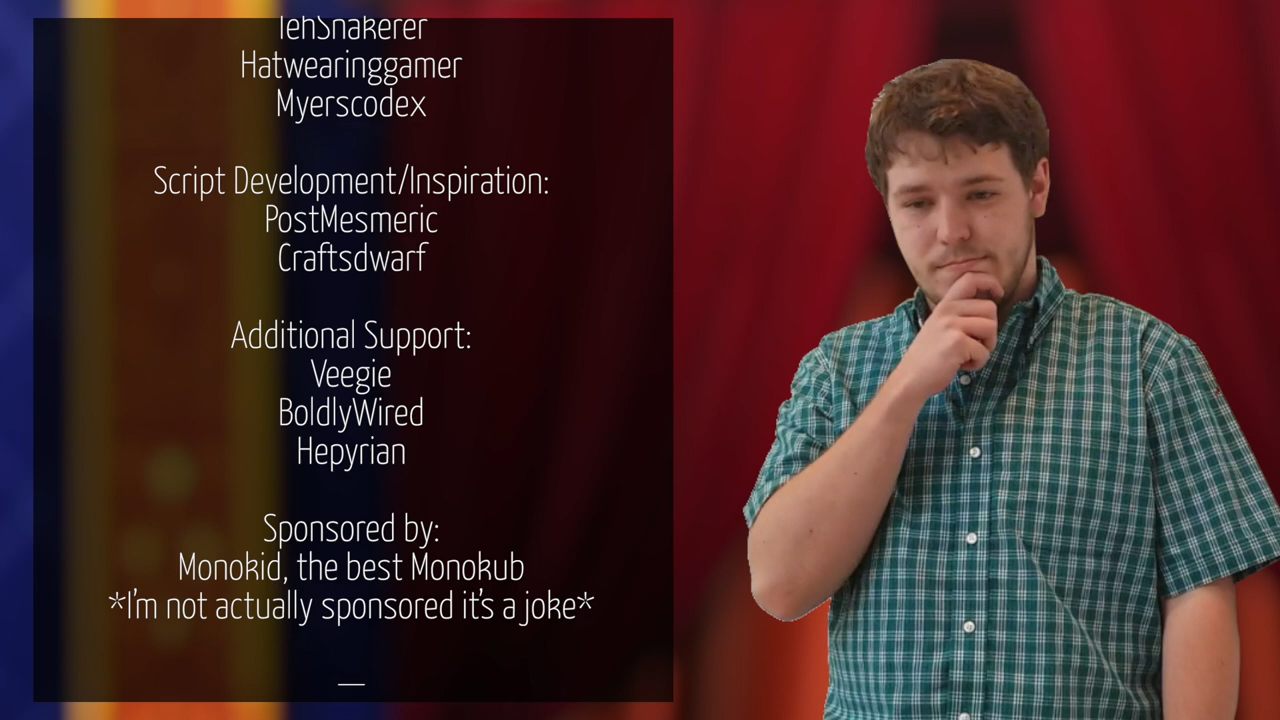 TehSnakerer
Hatwearinggamer
Myerscodex
Script Development/Inspiration:
PostMesmeric
Craftsdwarf
Additional Support:
Veegie
BoldlyWired
Hepyrian
Sponsored by:
Monokid, the best Monokub
*I'm not actually sponsored it's a joke*